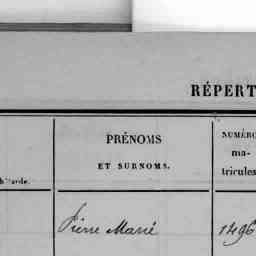 RÉPERT
PRÉNOMS
ET SURNOMS.
NUMÉRO
ma-
tricules
Pierre Marie
1496